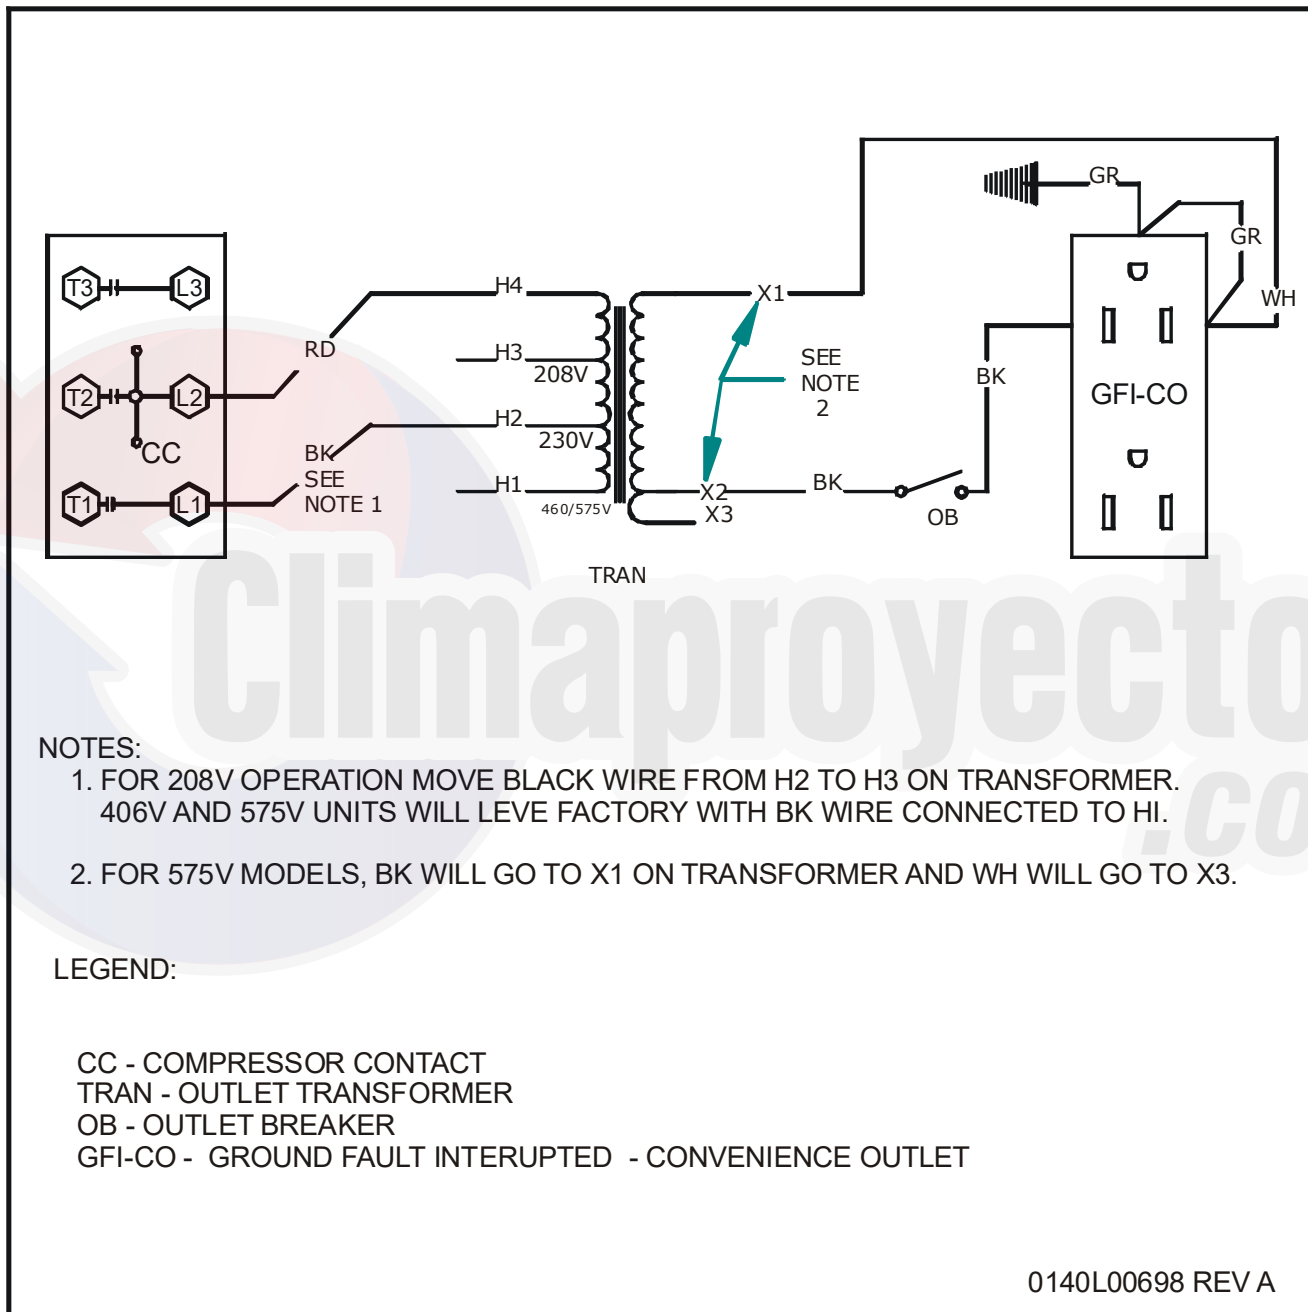 GR
GR
WH
T3
L3
H4
X1
RD
H3
208V
SEE
NOTE
2
BK
GFI-CO
T2
L2
CC
H2
230V
BK
SEE
NOTE 1
T1
L1
H1
460/575V
X2
X3
BK
OB
TRAN
Climaproyecto
.co
NOTES:
1. FOR 208V OPERATION MOVE BLACK WIRE FROM H2 TO H3 ON TRANSFORMER.
406V AND 575V UNITS WILL LEVE FACTORY WITH BK WIRE CONNECTED TO HI.
2. FOR 575V MODELS, BK WILL GO TO X1 ON TRANSFORMER AND WH WILL GO TO X3.
LEGEND:
CC - COMPRESSOR CONTACT
TRAN - OUTLET TRANSFORMER
OB - OUTLET BREAKER
GFI-CO - GROUND FAULT INTERUPTED - CONVENIENCE OUTLET
0140L00698 REV A